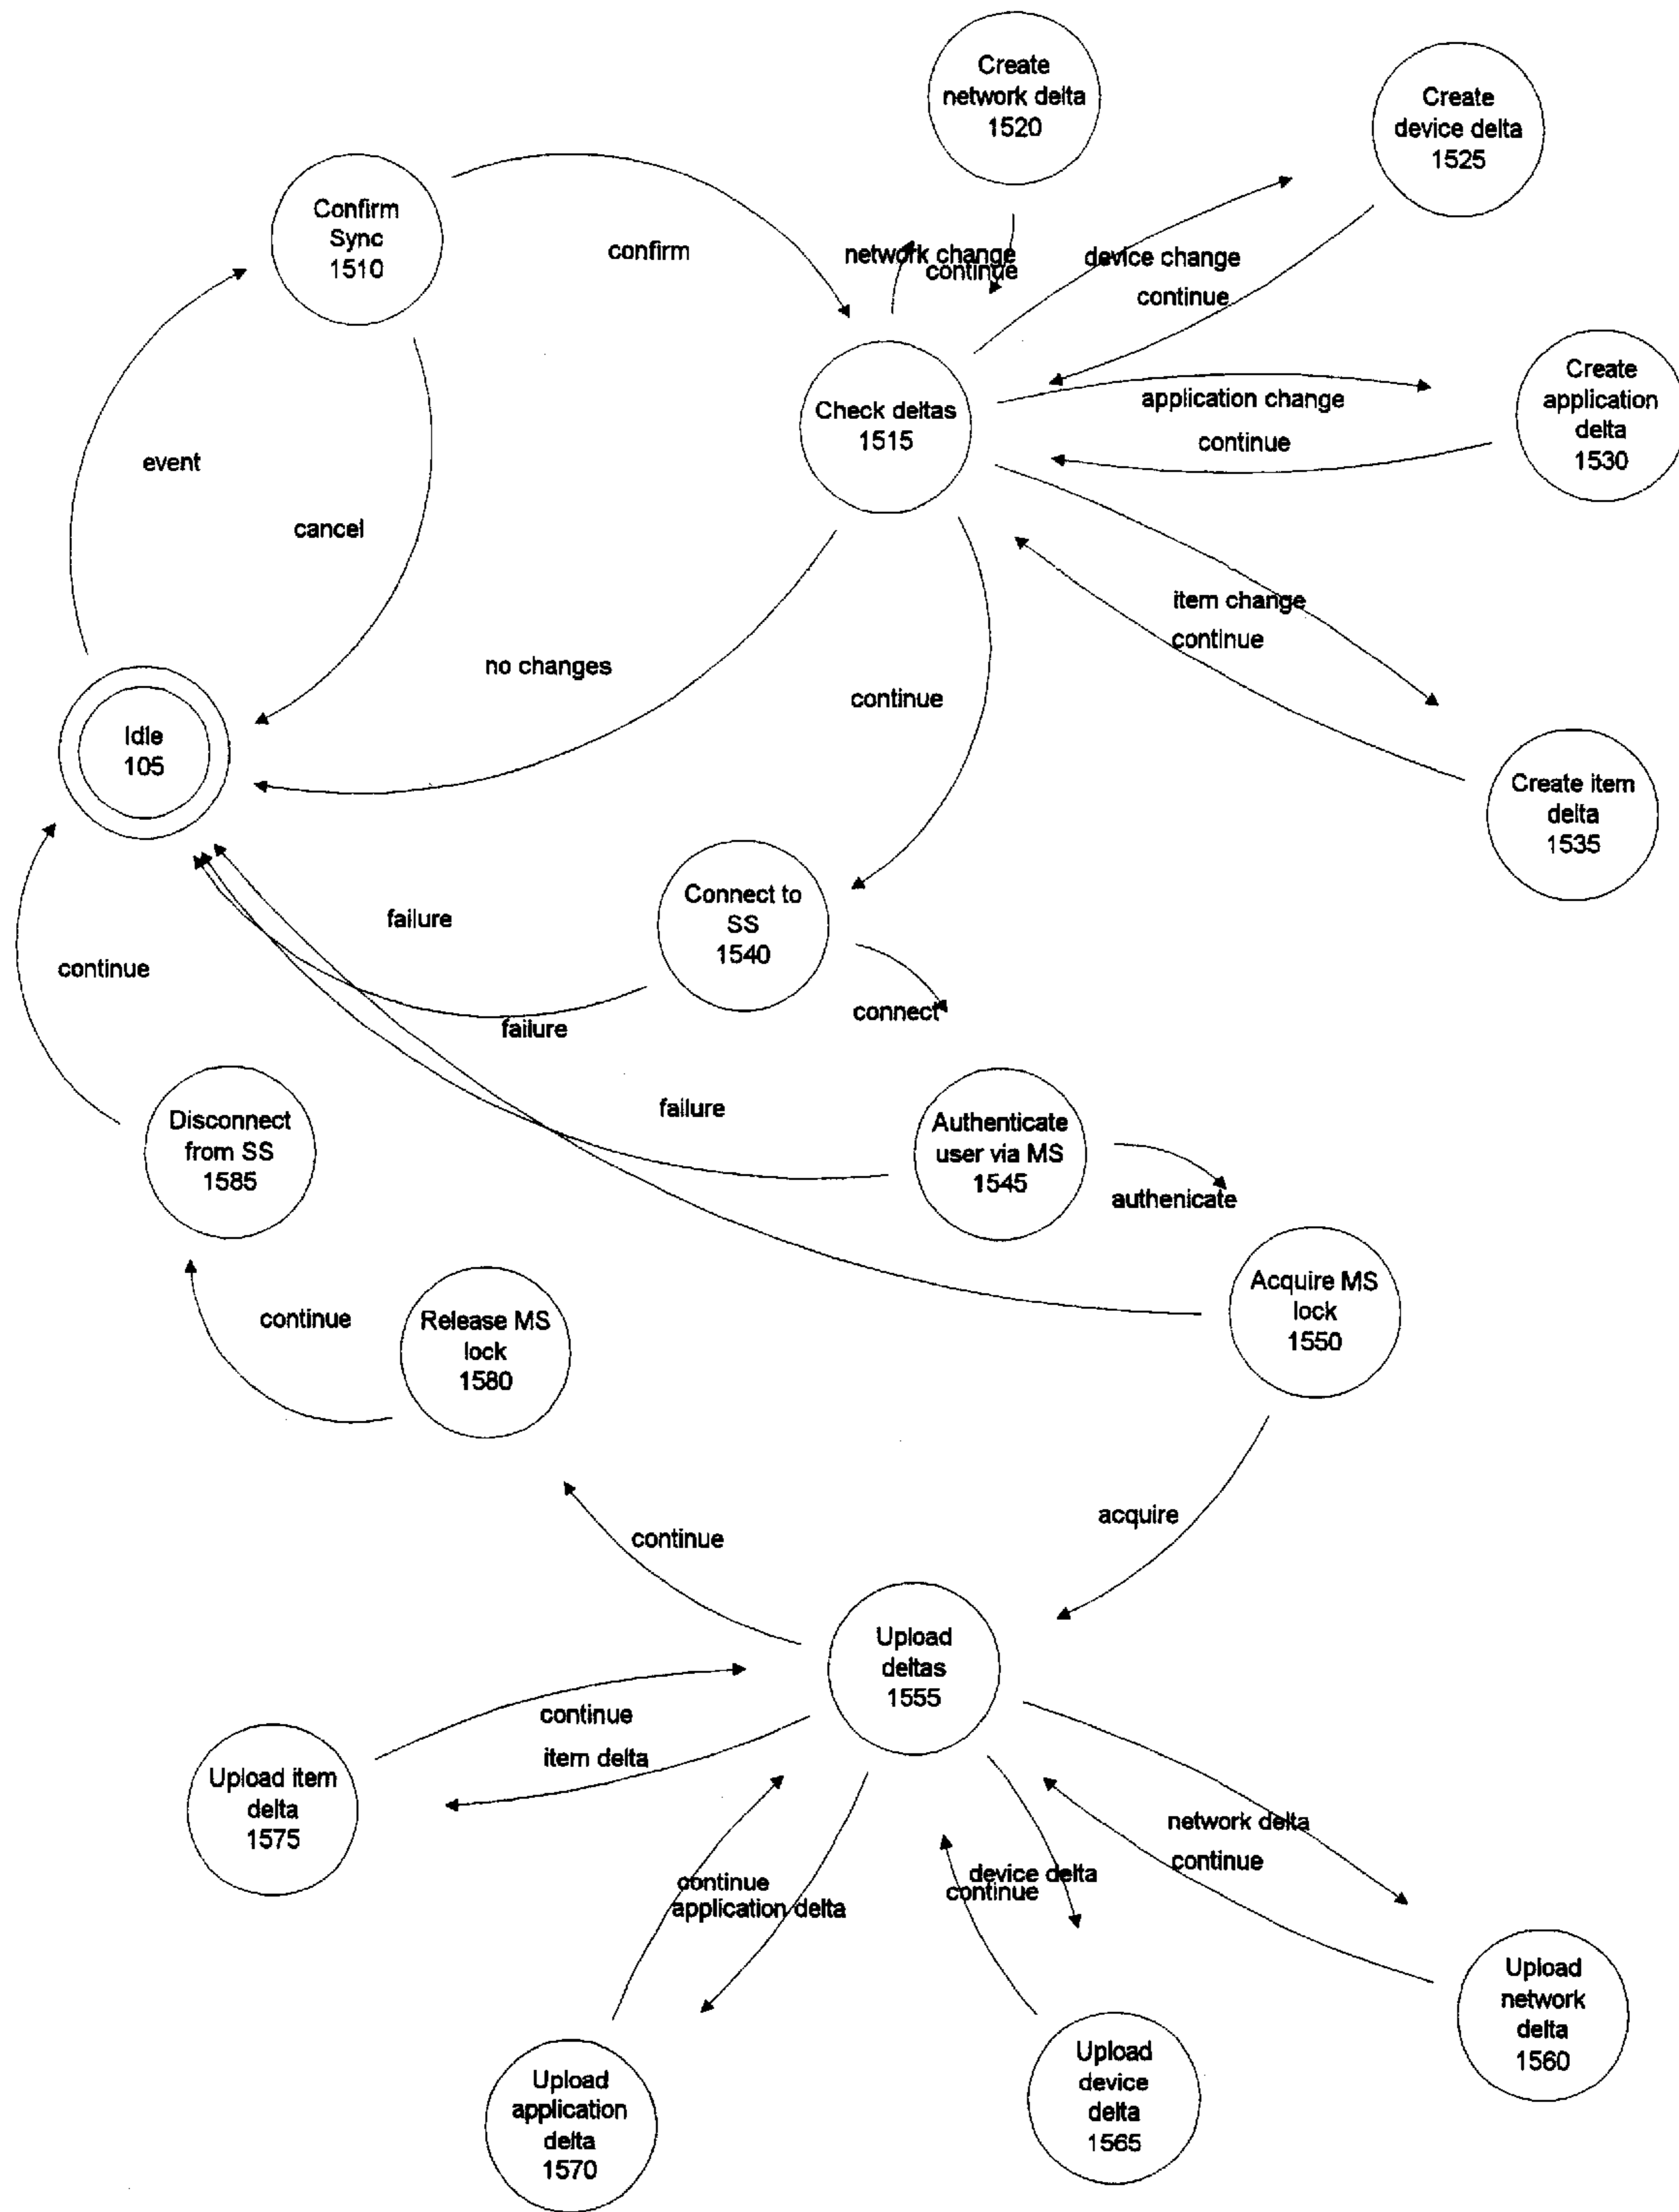 Create
network delta
1520
Create
device delta
1525
Confirm
Sync
1510
confirm
network change
continue
device change
continue
Check deltas
1515
application change
continue
Create
application
delta
1530
event
cancel
item change
continue
no changes
continue
Idle
105
Create item
delta
1535
Connect to
SS
1540
failure
continue
connect
failure
failure
Disconnect
from SS
1585
Authenticate
user via MS
1545
authenicate
Acquire MS
lock
1550
continue
Release MS
lock
1580
acquire
continue
Upload
deltas
1555
continue
item delta
Upload item
delta
1575
continue
application delta
device delta
continue
network delta
continue
Upload
network
delta
1560
Upload
device
delta
1565
Upload
application
delta
1570